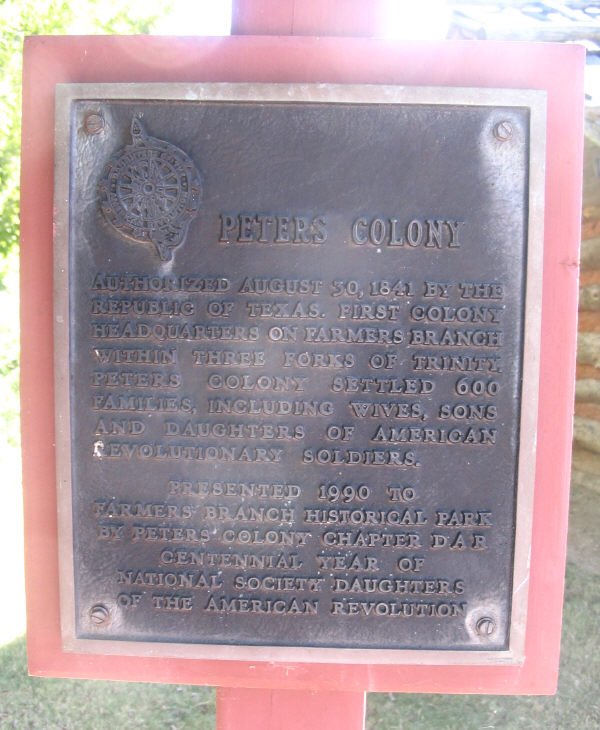 PETERS COLONY
AUTHORIZED AUGUST 30, 1841 BY THE
REPUBLIC OF TEXAS. FIRST COLONY
HEADQUARTERS ON FARMERS BRANCH
WITHIN THREE FORKS OF TRINITY.
PETERS COLONY SETTLED 600
FAMILIES, INCLUDING WIVES, SONS
AND DAUGHTERS OF AMERICAN
REVOLUTIONARY SOLDIERS.
PRESENTED 1990 TO
FARMERS BRANCH HISTORICAL PARK
BY PETERS COLONY CHAPTER D A R
CENTENNIAL YEAR OF
NATIONAL SOCIETY DAUGHTERS
OF THE AMERICAN REVOLUTION